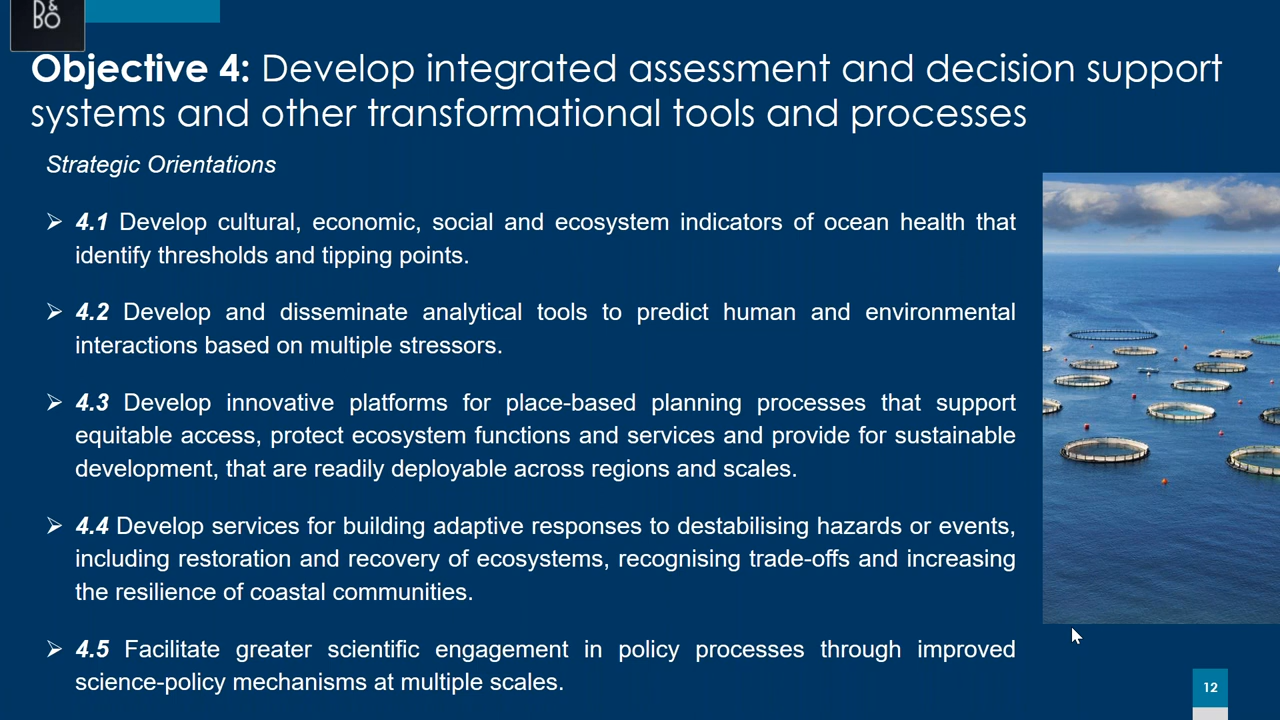 B&O
Objective 4: Develop integrated assessment and decision support
systems and other transformational tools and processes
Strategic Orientations
➢ 4.1 Develop cultural, economic, social and ecosystem indicators of ocean health that
identify thresholds and tipping points.
➢ 4.2 Develop and disseminate analytical tools to predict human and environmental
interactions based on multiple stressors.
➢ 4.3 Develop innovative platforms for place-based planning processes that support
equitable access, protect ecosystem functions and services and provide for sustainable
development, that are readily deployable across regions and scales.
➢ 4.4 Develop services for building adaptive responses to destabilising hazards or events,
including restoration and recovery of ecosystems, recognising trade-offs and increasing
the resilience of coastal communities.
➢ 4.5 Facilitate greater scientific engagement in policy processes through improved
science-policy mechanisms at multiple scales.
12